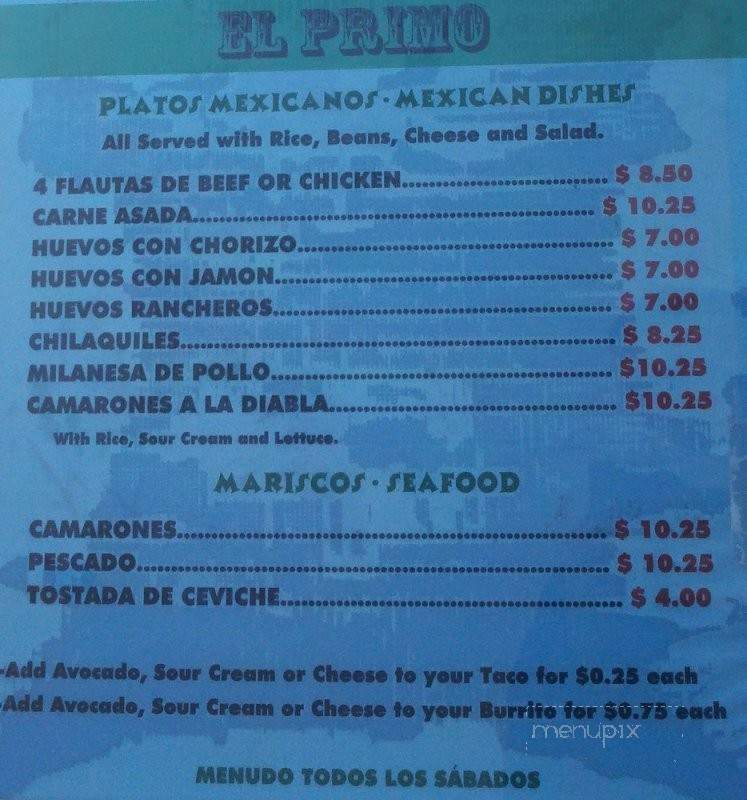 EL PRIMO
PLATOS MEXICANOS · MEXICAN DISHES
All Served with Rice, Beans, Cheese and Salad.
4 FLAUTAS DE BEEF OR CHICKEN........................ $ 8.50
CARNE ASADA........................ $ 10.25
HUEVOS CON CHORIZO........................ $ 7.00
HUEVOS CON JAMON........................ $ 7.00
HUEVOS RANCHEROS........................ $ 7.00
CHILAQUILES........................ $ 8.25
MILANESA DE POLLO........................ $10.25
CAMARONES A LA DIABLA........................ $10.25
With Rice, Sour Cream and Lettuce.
MARISCOS · SEAFOOD
CAMARONES........................ $ 10.25
PESCADO........................ $ 10.25
TOSTADA DE CEVICHE........................ $ 4.00
-Add Avocado, Sour Cream or Cheese to your Taco for $0.25 each
-Add Avocado, Sour Cream or Cheese to your Burrito for $0.75 each
menupix
MENUDO TODOS LOS SÁBADOS